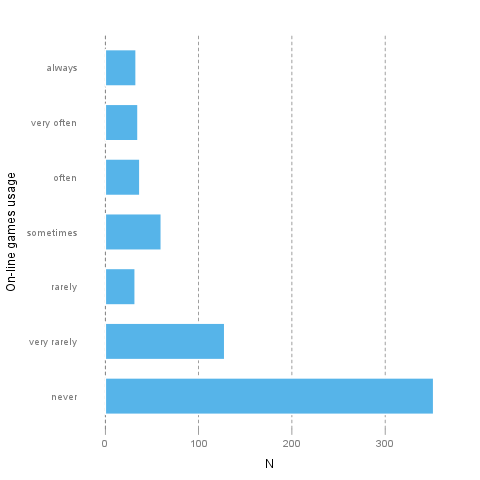 On-line games usage
always
very often
often
sometimes
rarely
very rarely
never
0 100 200 300
N